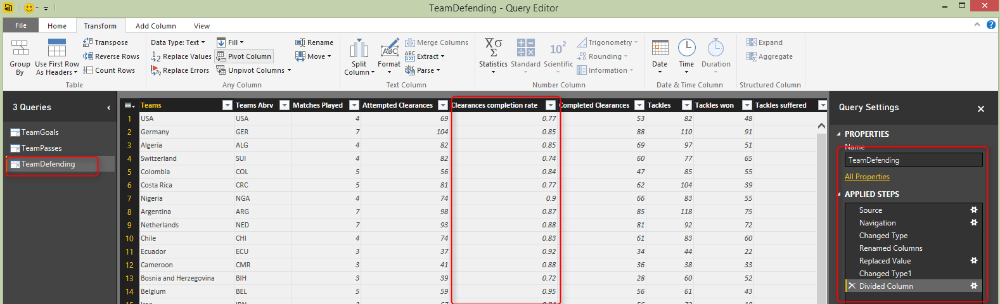 TeamDefending - Query Editor
File Home Transform Add Column View
Transpose Data Type: Text Fill Rename Merge Columns Trigonometry Expand
Group By Use First Row As Headers Reverse Rows Replace Values Pivot Column Move Split Column Format Extract Statistics Standard Scientific Rounding Date Time Duration Aggregate
Count Rows Replace Errors Unpivot Columns Parse Information
Table Any Column Text Column Number Column Date & Time Column Structured Column
3 Queries
TeamGoals
TeamPasses
TeamDefending
Teams Teams Abrv Matches Played Attempted Clearances Clearances completion rate Completed Clearances Tackles Tackles won Tackles suffered
1 USA USA 4 69 0.77 53 82 48
2 Germany GER 7 104 0.85 88 110 91
3 Algeria ALG 4 82 0.85 69 97 51
4 Switzerland SUI 4 82 0.74 60 77 65
5 Colombia COL 5 56 0.84 47 85 55
6 Costa Rica CRC 5 81 0.77 62 104 39
7 Nigeria NGA 4 74 0.9 66 83 55
8 Argentina ARG 7 98 0.87 85 118 75
9 Netherlands NED 7 93 0.88 81 92 72
10 Chile CHI 4 74 0.83 61 83 60
11 Ecuador ECU 3 37 0.92 34 44 22
12 Cameroon CMR 3 41 0.88 36 38 33
13 Bosnia and Herzegovina BIH 3 39 0.72 28 60 52
14 Belgium BEL 5 59 0.95 56 61 43
Query Settings
PROPERTIES
Name
TeamDefending
All Properties
APPLIED STEPS
Source
Navigation
Changed Type
Renamed Columns
Replaced Value
Changed Type1
Divided Column